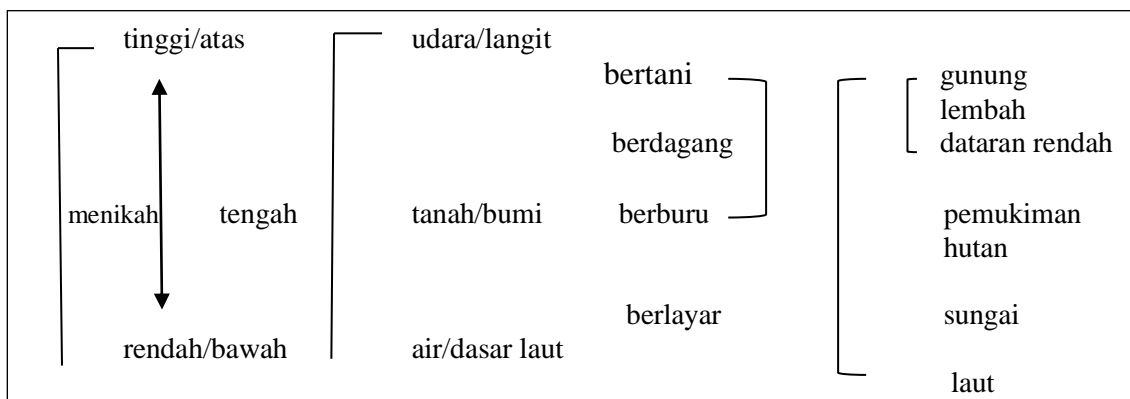 tinggi/atas
udara/langit
bertani
gunung
lembah
berdagang
dataran rendah
menikah
tengah
tanah/bumi
berburu
pemukiman
hutan
berlayar
sungai
rendah/bawah
air/dasar laut
laut